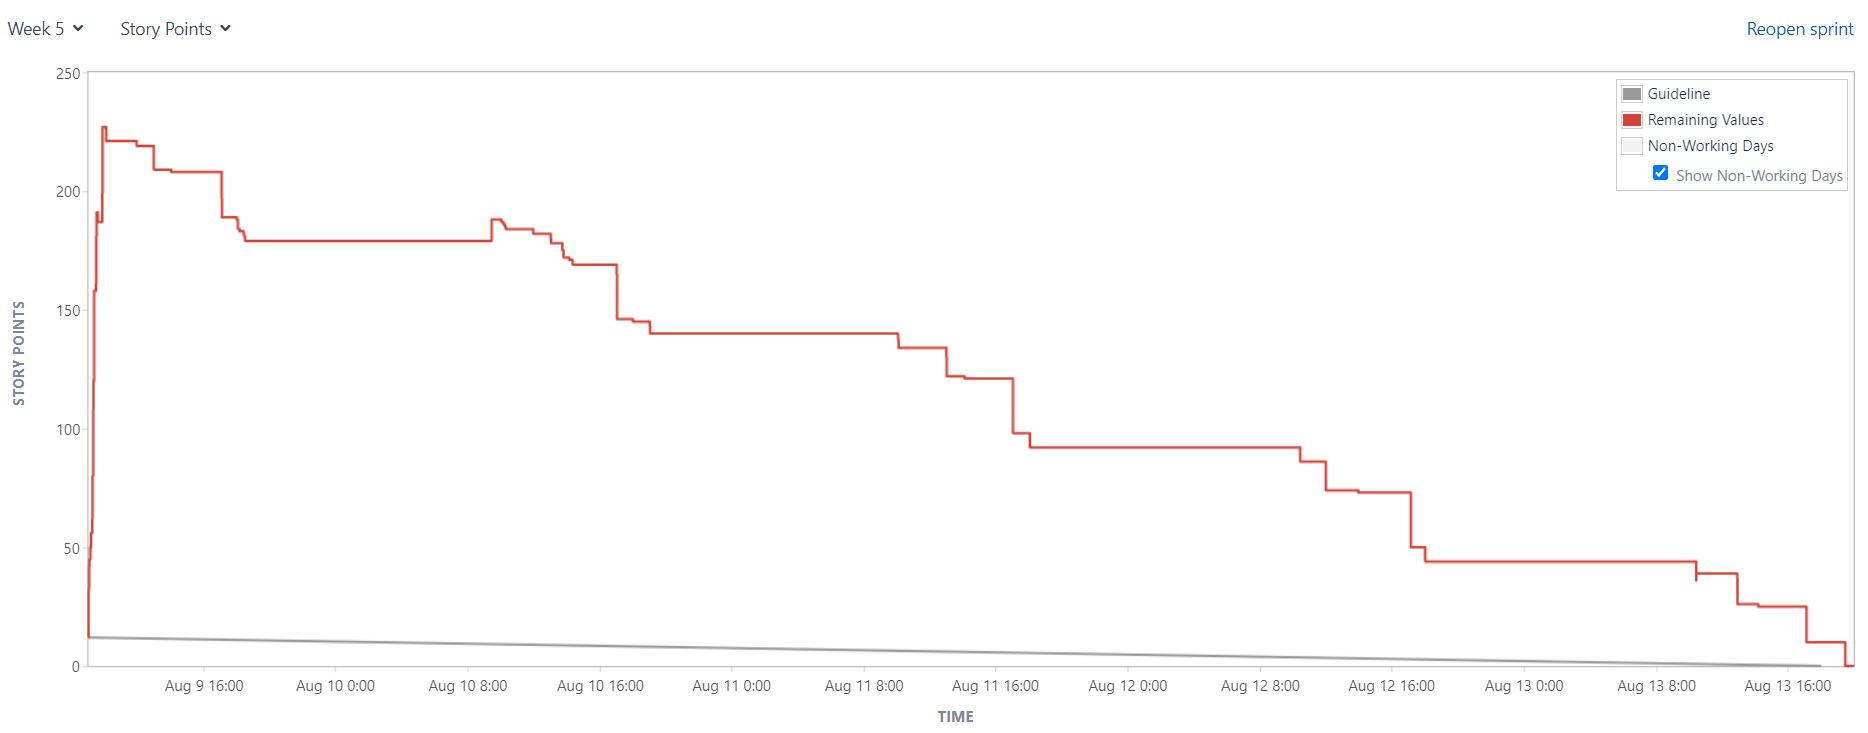 Week 5 Story Points Reopen sprint
250
200
150
100
50
0
STORY POINTS
Guideline
Remaining Values
Non-Working Days
Show Non-Working Days
Aug 9 16:00 Aug 10 0:00 Aug 10 8:00 Aug 10 16:00 Aug 11 0:00 Aug 11 8:00 Aug 11 16:00 Aug 12 0:00 Aug 12 8:00 Aug 12 16:00 Aug 13 0:00 Aug 13 8:00 Aug 13 16:00
TIME